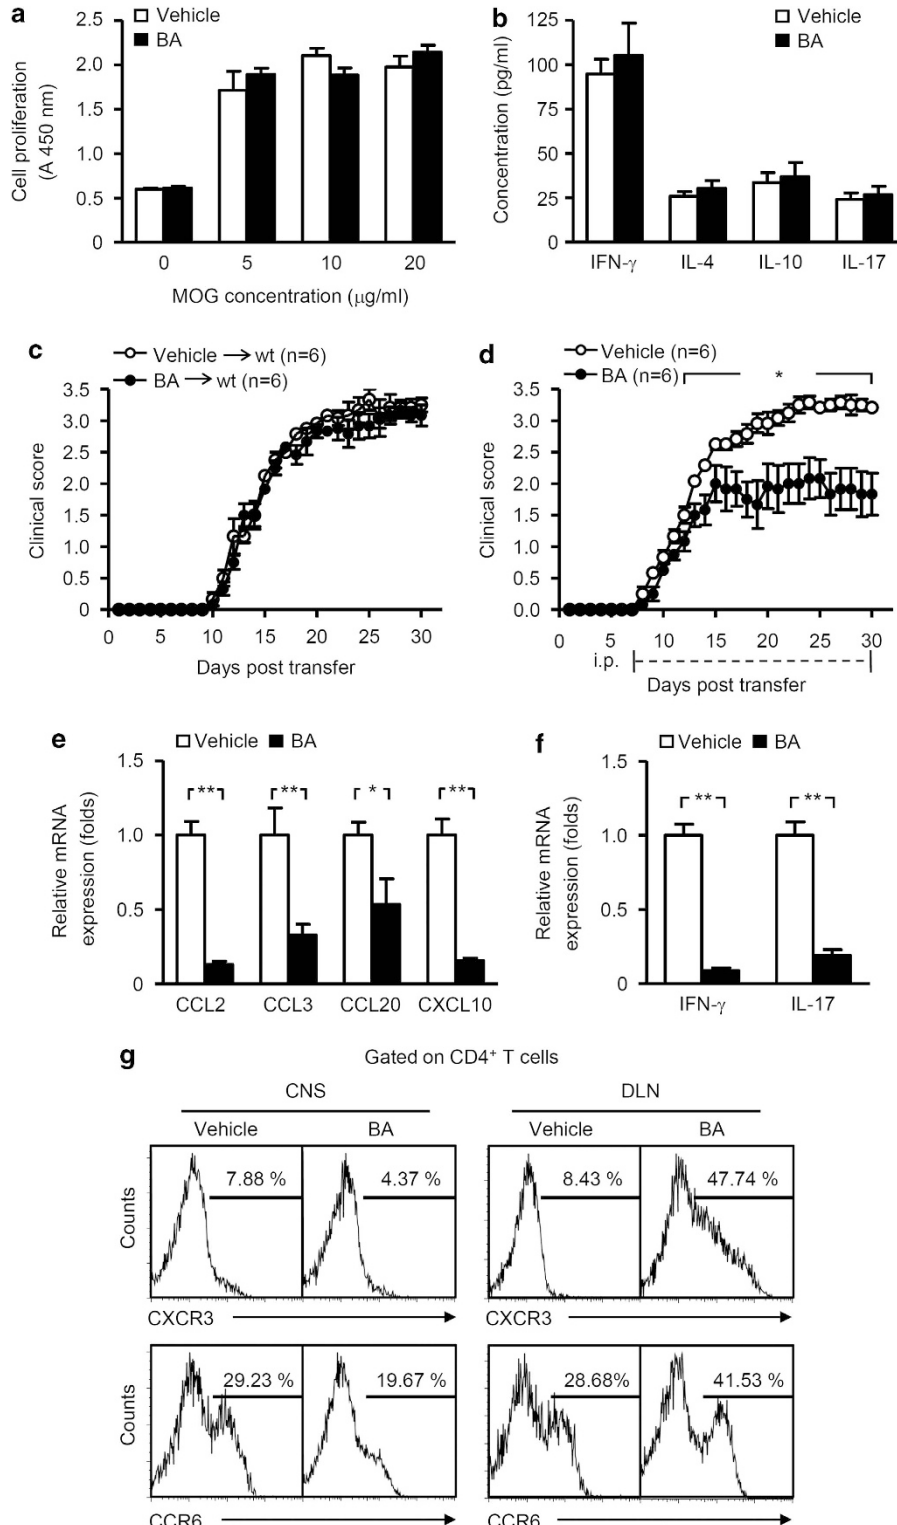 a
Vehicle
BA
Cell proliferation
(A 450 nm)
2.5
2.0
1.5
1.0
0.5
0
0 5 10 20
MOG concentration (μg/ml)
b
Vehicle
BA
Concentration (pg/ml)
125
100
75
50
25
0
IFN-γ IL-4 IL-10 IL-17
c
Vehicle → wt (n=6)
BA → wt (n=6)
Clinical score
3.5
3.0
2.5
2.0
1.5
1.0
0.5
0
0 5 10 15 20 25 30
Days post transfer
d
Vehicle (n=6)
BA (n=6)
*
Clinical score
3.5
3.0
2.5
2.0
1.5
1.0
0.5
0.0
0 5 10 15 20 25 30
i.p.
Days post transfer
e
Vehicle BA
Relative mRNA
expression (folds)
1.5
1.0
0.5
0
** ** * **
CCL2 CCL3 CCL20 CXCL10
f
Vehicle BA
Relative mRNA
expression (folds)
1.5
1.0
0.5
0
** **
IFN-γ IL-17
g
Gated on CD4+ T cells
CNS DLN
Vehicle BA Vehicle BA
Counts
7.88 % 4.37 % 8.43 % 47.74 %
CXCR3 CXCR3
Counts
29.23 % 19.67 % 28.68% 41.53 %
CCR6 CCR6